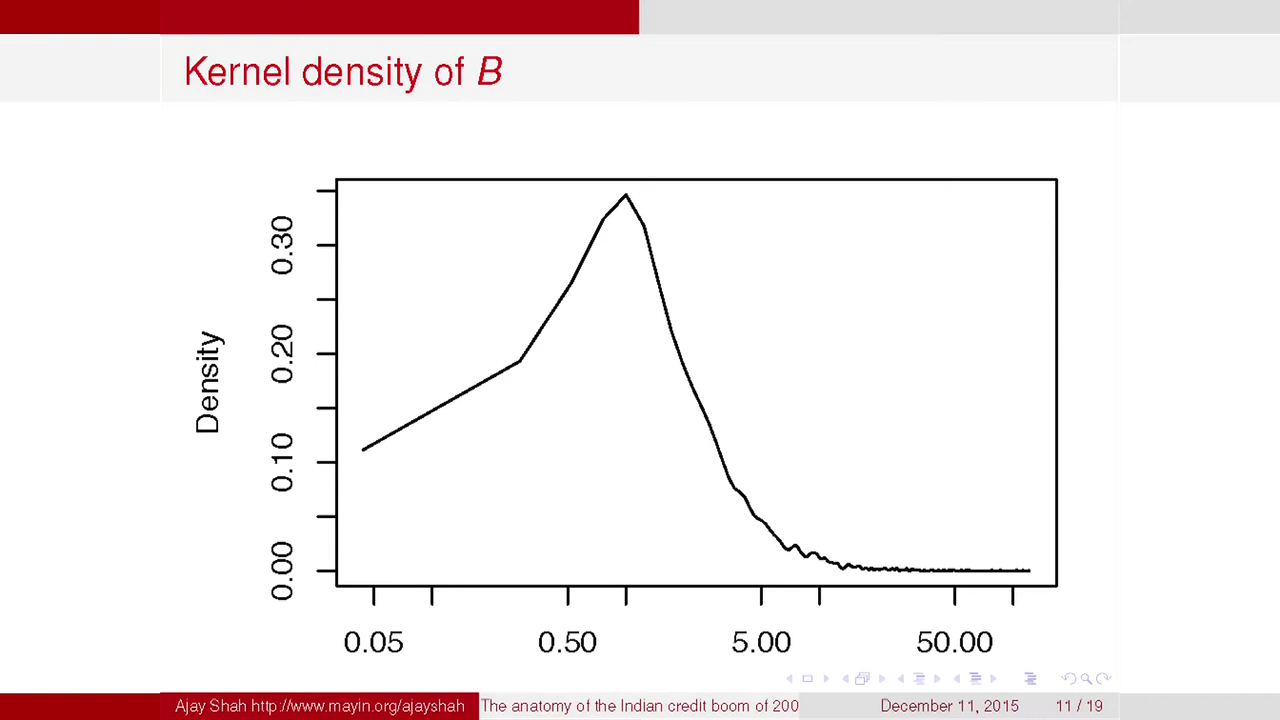 Kernel density of B
0.30
0.20
0.10
0.00
Density
0.05 0.50 5.00 50.00
Ajay Shah http://www.mayin.org/ajayshah The anatomy of the Indian credit boom of 200 December 11, 2015 11 / 19